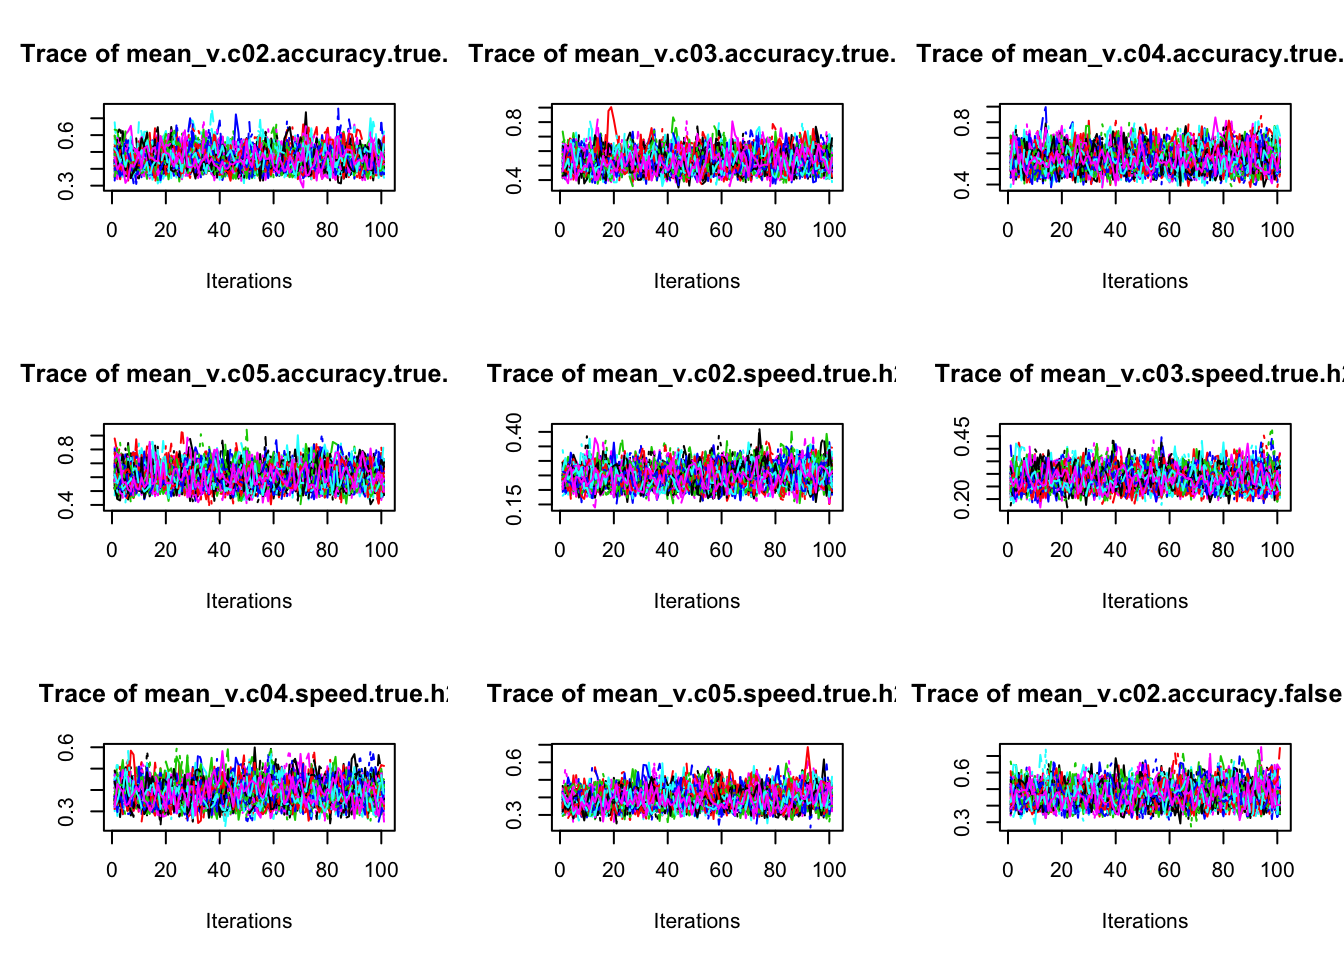 Trace of mean_v.c02.accuracy.true.
0.3 0.6
0 20 40 60 80 100
Iterations
Trace of mean_v.c03.accuracy.true.
0.4 0.8
0 20 40 60 80 100
Iterations
Trace of mean_v.c04.accuracy.true.
0.4 0.8
0 20 40 60 80 100
Iterations
Trace of mean_v.c05.accuracy.true.
0.4 0.8
0 20 40 60 80 100
Iterations
Trace of mean_v.c02.speed.true.h
0.15 0.40
0 20 40 60 80 100
Iterations
Trace of mean_v.c03.speed.true.h
0.20 0.45
0 20 40 60 80 100
Iterations
Trace of mean_v.c04.speed.true.h
0.3 0.6
0 20 40 60 80 100
Iterations
Trace of mean_v.c05.speed.true.h
0.3 0.6
0 20 40 60 80 100
Iterations
Trace of mean_v.c02.accuracy.false
0.3 0.6
0 20 40 60 80 100
Iterations